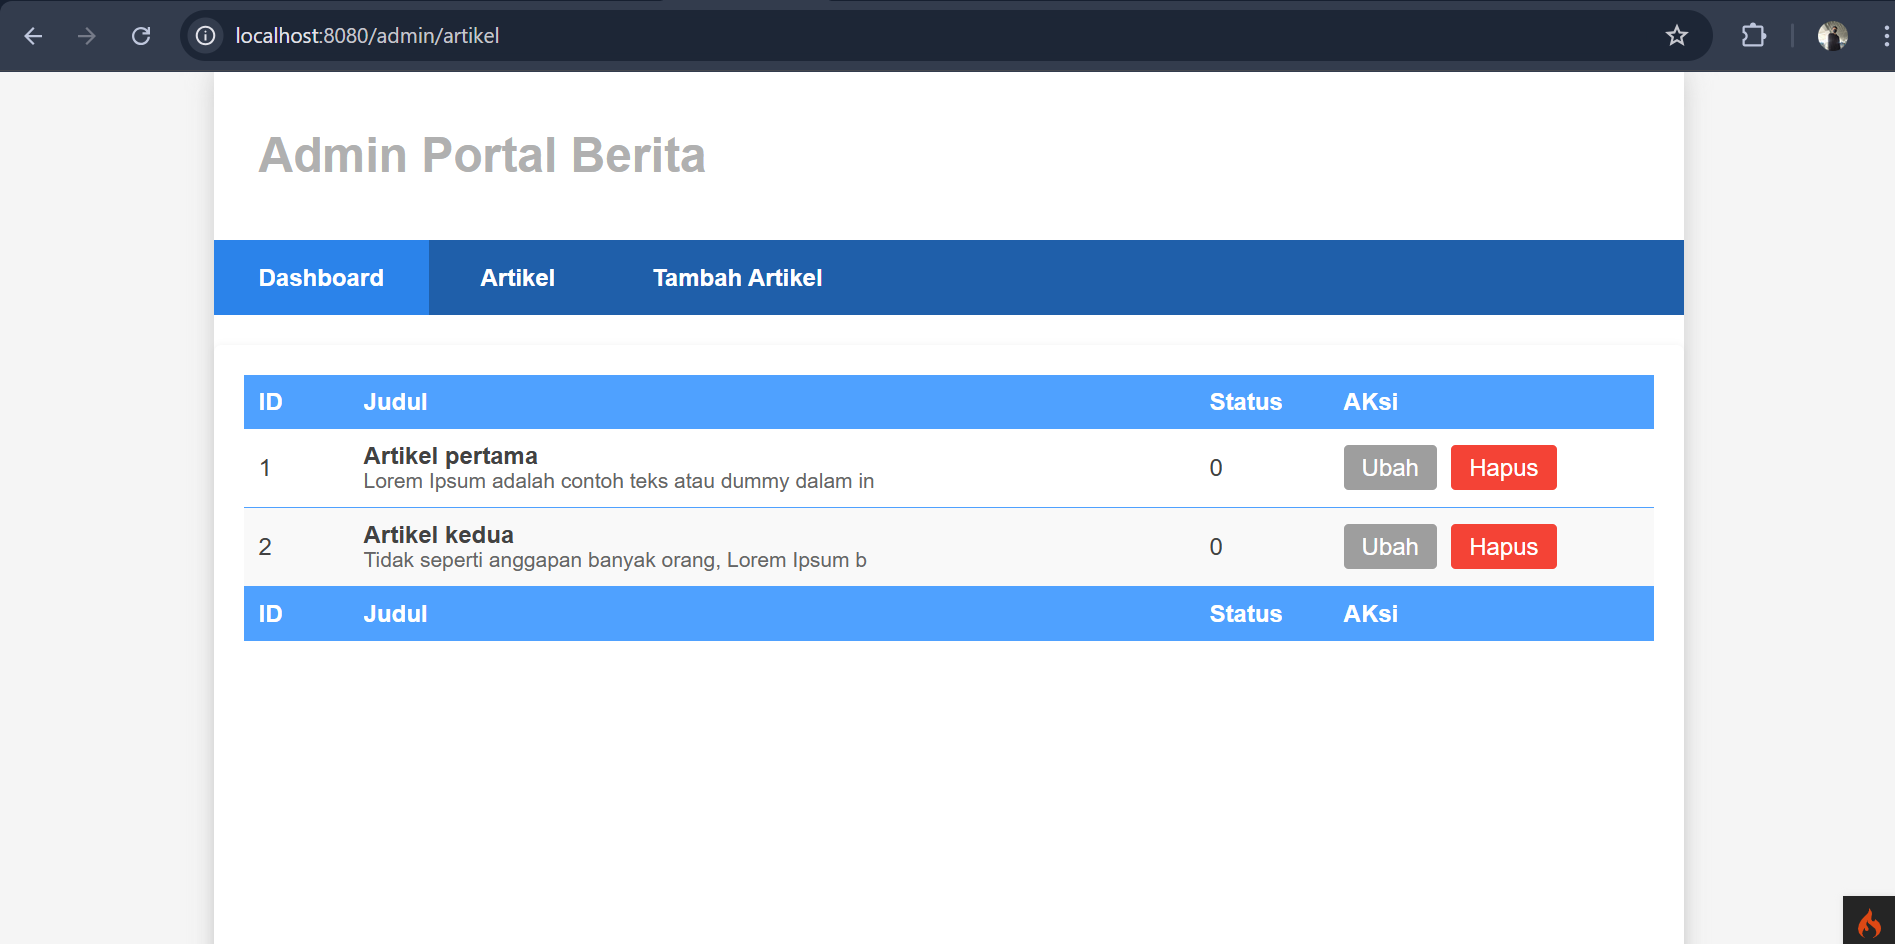 localhost:8080/admin/artikel
Admin Portal Berita
Dashboard Artikel Tambah Artikel
ID Judul Status AKsi
1 Artikel pertama 0 Ubah Hapus
Lorem Ipsum adalah contoh teks atau dummy dalam in
2 Artikel kedua 0 Ubah Hapus
Tidak seperti anggapan banyak orang, Lorem Ipsum b
ID Judul Status AKsi